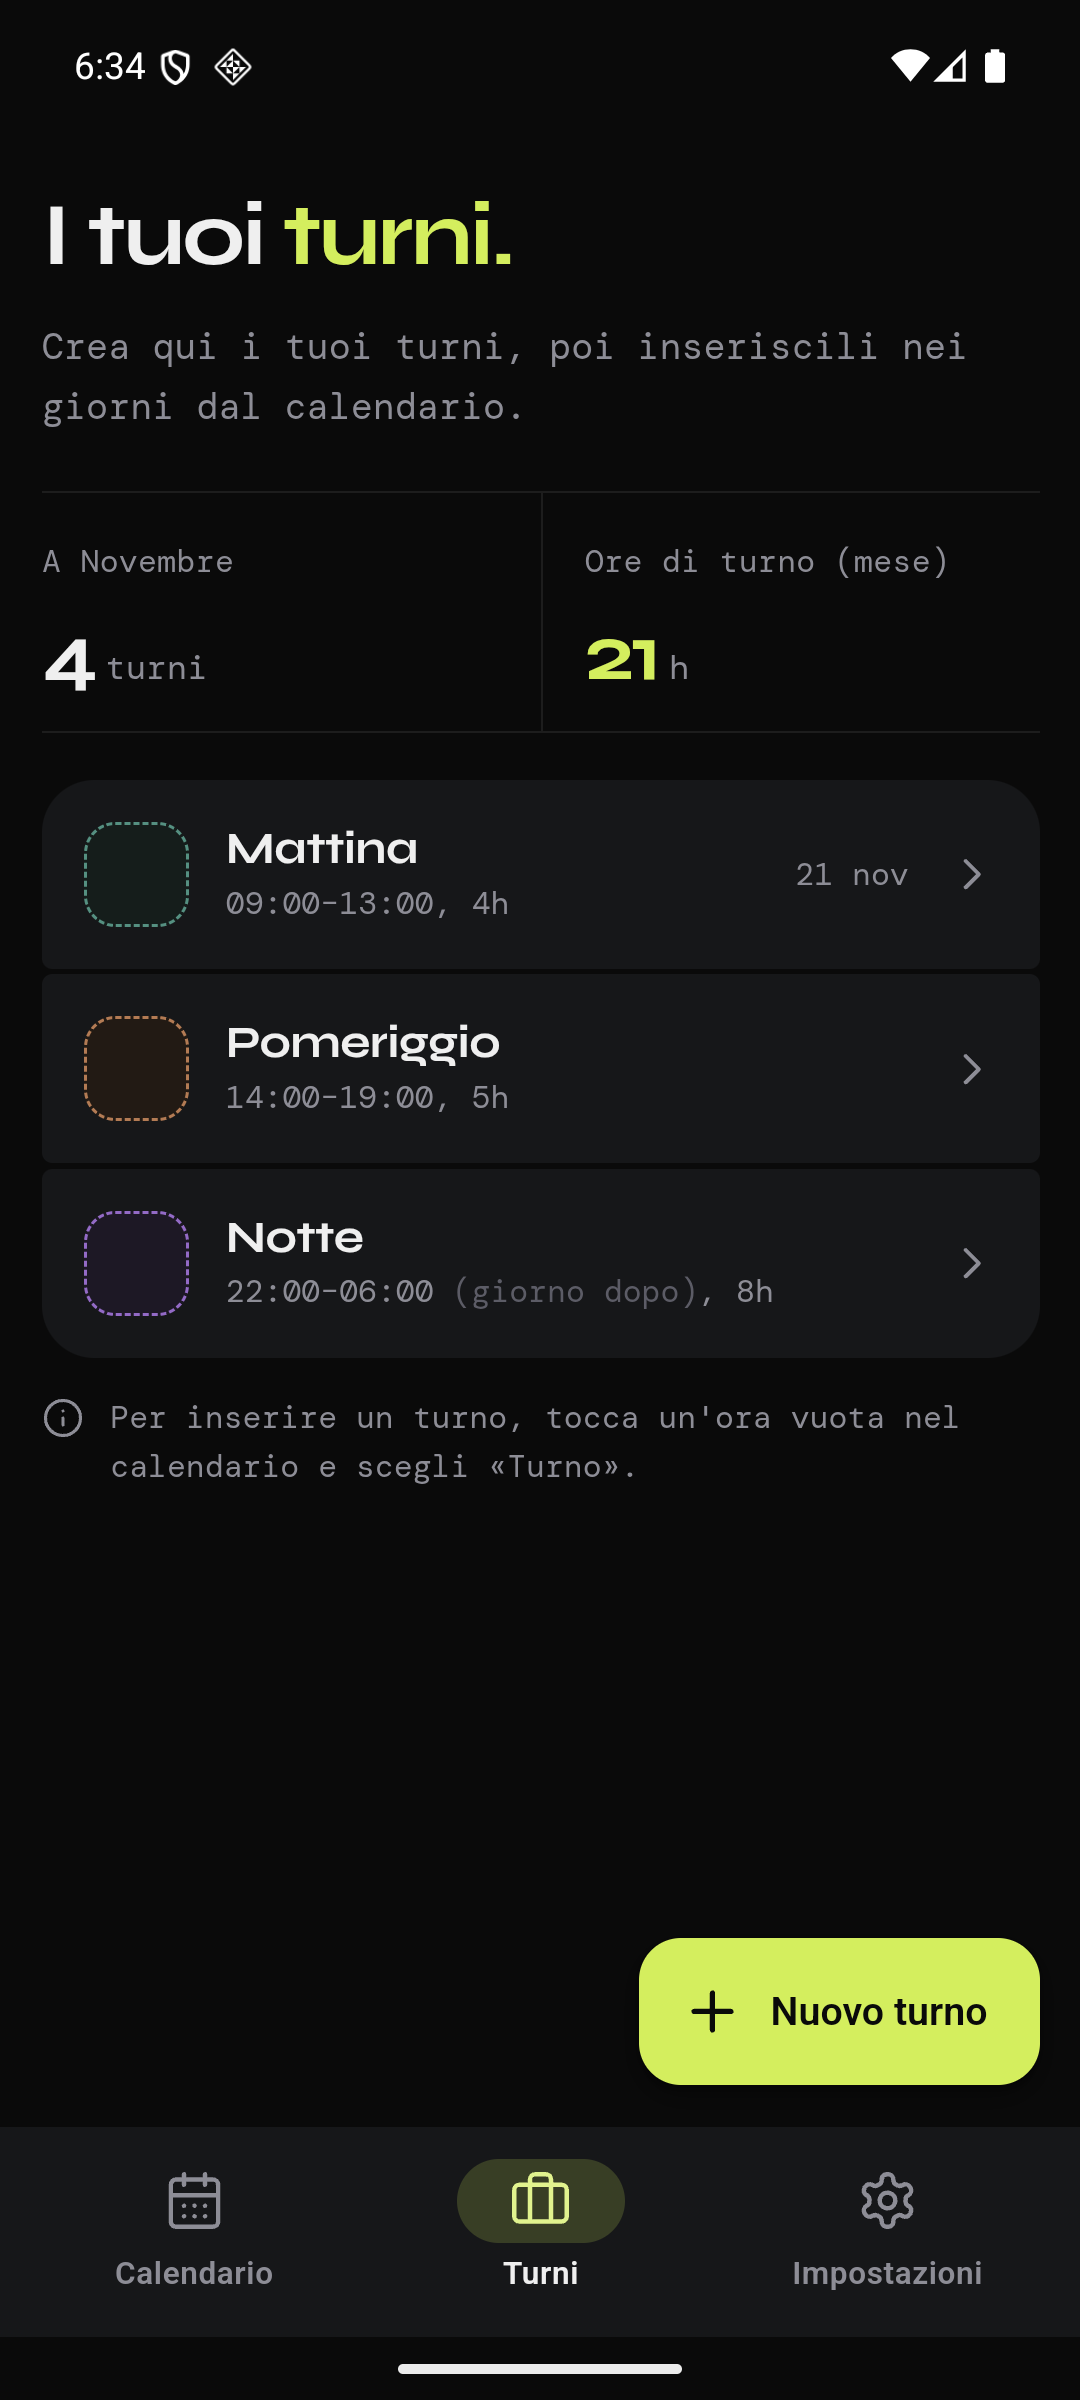 6:34
I tuoi turni.
Crea qui i tuoi turni, poi inseriscili nei
giorni dal calendario.
A Novembre
4 turni
Ore di turno (mese)
21 h
Mattina
09:00–13:00, 4h
21 nov
Pomeriggio
14:00–19:00, 5h
Notte
22:00–06:00 (giorno dopo), 8h
Per inserire un turno, tocca un'ora vuota nel
calendario e scegli «Turno».
Nuovo turno
Calendario
Turni
Impostazioni